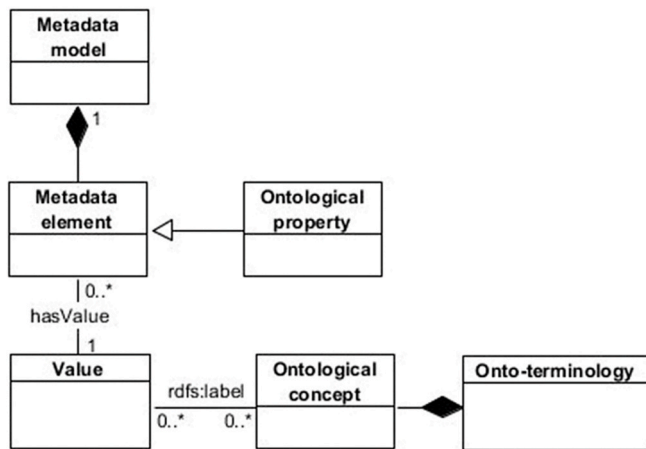 Metadata
model
1
Metadata
element
Ontological
property
0..*
hasValue
1
Value
rdfs:label
0..*
0..*
Ontological
concept
Onto-terminology